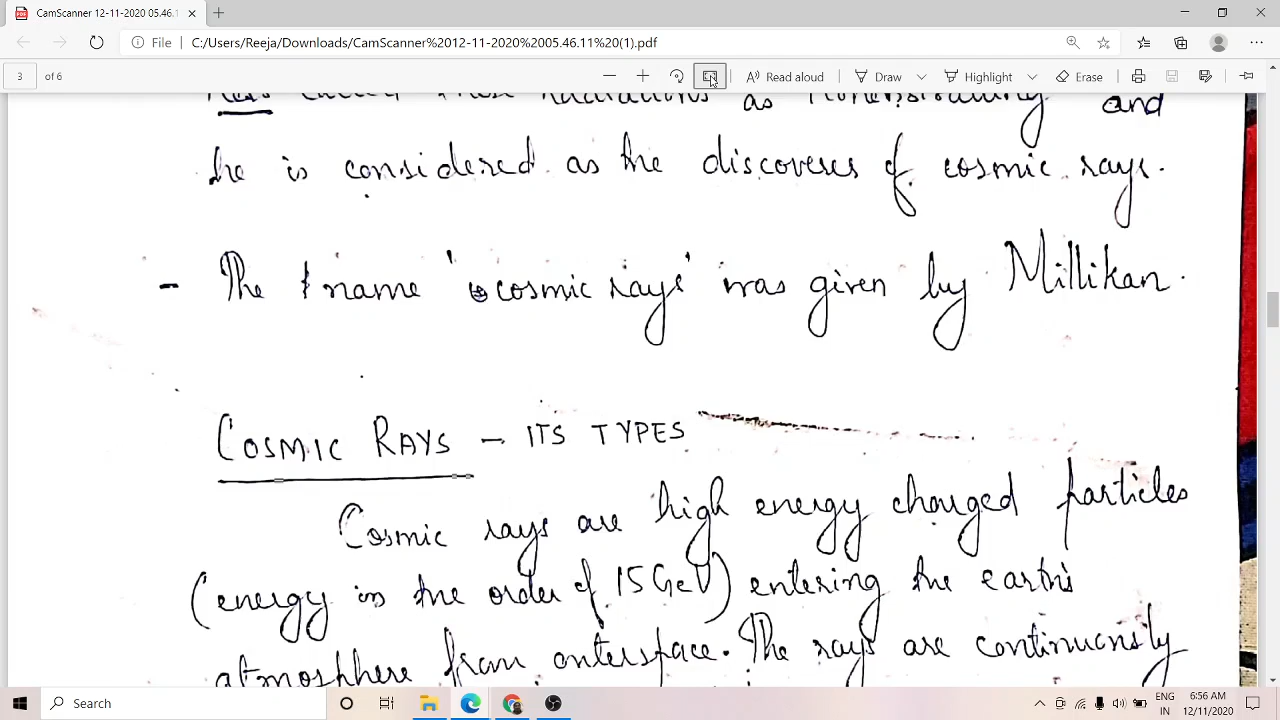 CamScanner 12-11-2020 05.46.1
File C:/Users/Reeja/Downloads/CamScanner%2012-11-2020%2005.46.11%20(1).pdf
3 of 6 Read aloud Draw Highlight Erase
called these radiations as and
he is considered as the discoverer of cosmic rays.
- The name 'cosmic rays' was given by Millikan.
COSMIC RAYS - ITS TYPES
Cosmic rays are high energy charged particles
(energy in the order of 15 GeV) entering the earth's
atmosphere from outerspace. The rays are continuously
Search
ENG 6:56 AM
IN 12/11/2020